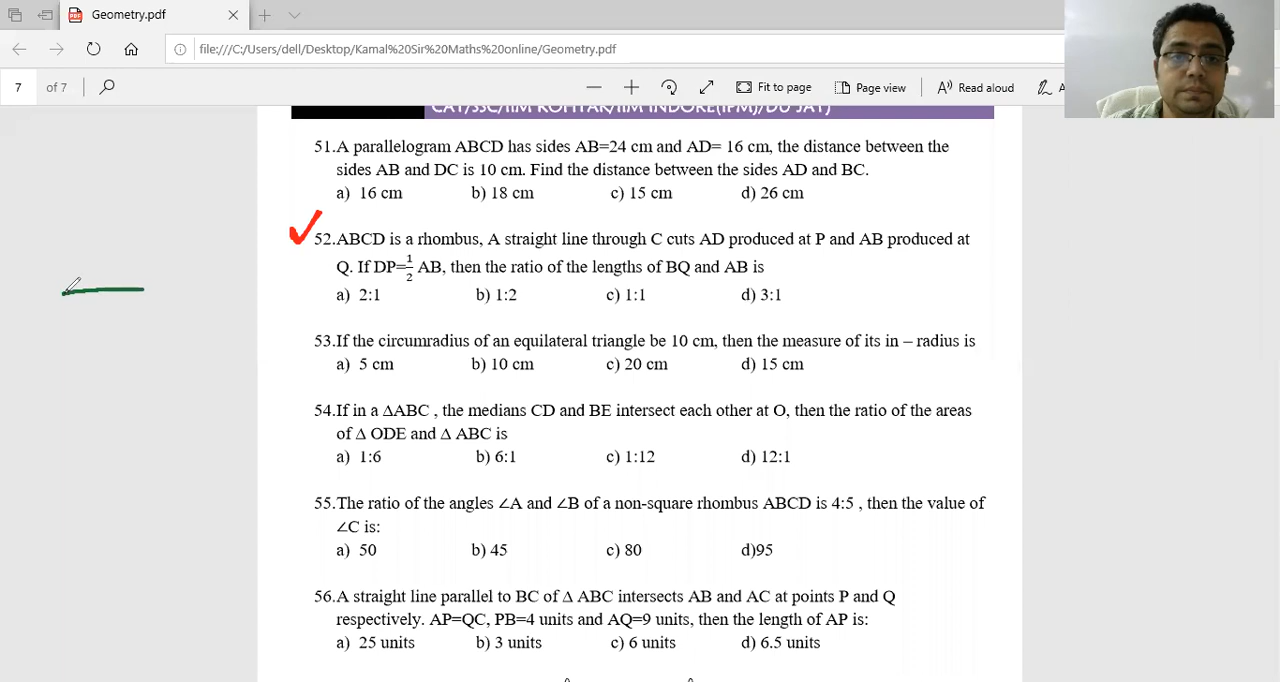 Geometry.pdf
file:///C:/Users/dell/Desktop/Kamal%20Sir%20Maths%20online/Geometry.pdf
7 of 7 Fit to page Page view Read aloud
CAT/SSC/IIM ROHTAK/IIM INDORE(IPM)/DU JAT)
51.A parallelogram ABCD has sides AB=24 cm and AD= 16 cm, the distance between the
sides AB and DC is 10 cm. Find the distance between the sides AD and BC.
a) 16 cm b) 18 cm c) 15 cm d) 26 cm
52.ABCD is a rhombus, A straight line through C cuts AD produced at P and AB produced at
Q. If DP=1/2 AB, then the ratio of the lengths of BQ and AB is
a) 2:1 b) 1:2 c) 1:1 d) 3:1
53.If the circumradius of an equilateral triangle be 10 cm, then the measure of its in – radius is
a) 5 cm b) 10 cm c) 20 cm d) 15 cm
54.If in a ΔABC , the medians CD and BE intersect each other at O, then the ratio of the areas
of Δ ODE and Δ ABC is
a) 1:6 b) 6:1 c) 1:12 d) 12:1
55.The ratio of the angles ∠A and ∠B of a non-square rhombus ABCD is 4:5 , then the value of
∠C is:
a) 50 b) 45 c) 80 d)95
56.A straight line parallel to BC of Δ ABC intersects AB and AC at points P and Q
respectively. AP=QC, PB=4 units and AQ=9 units, then the length of AP is:
a) 25 units b) 3 units c) 6 units d) 6.5 units